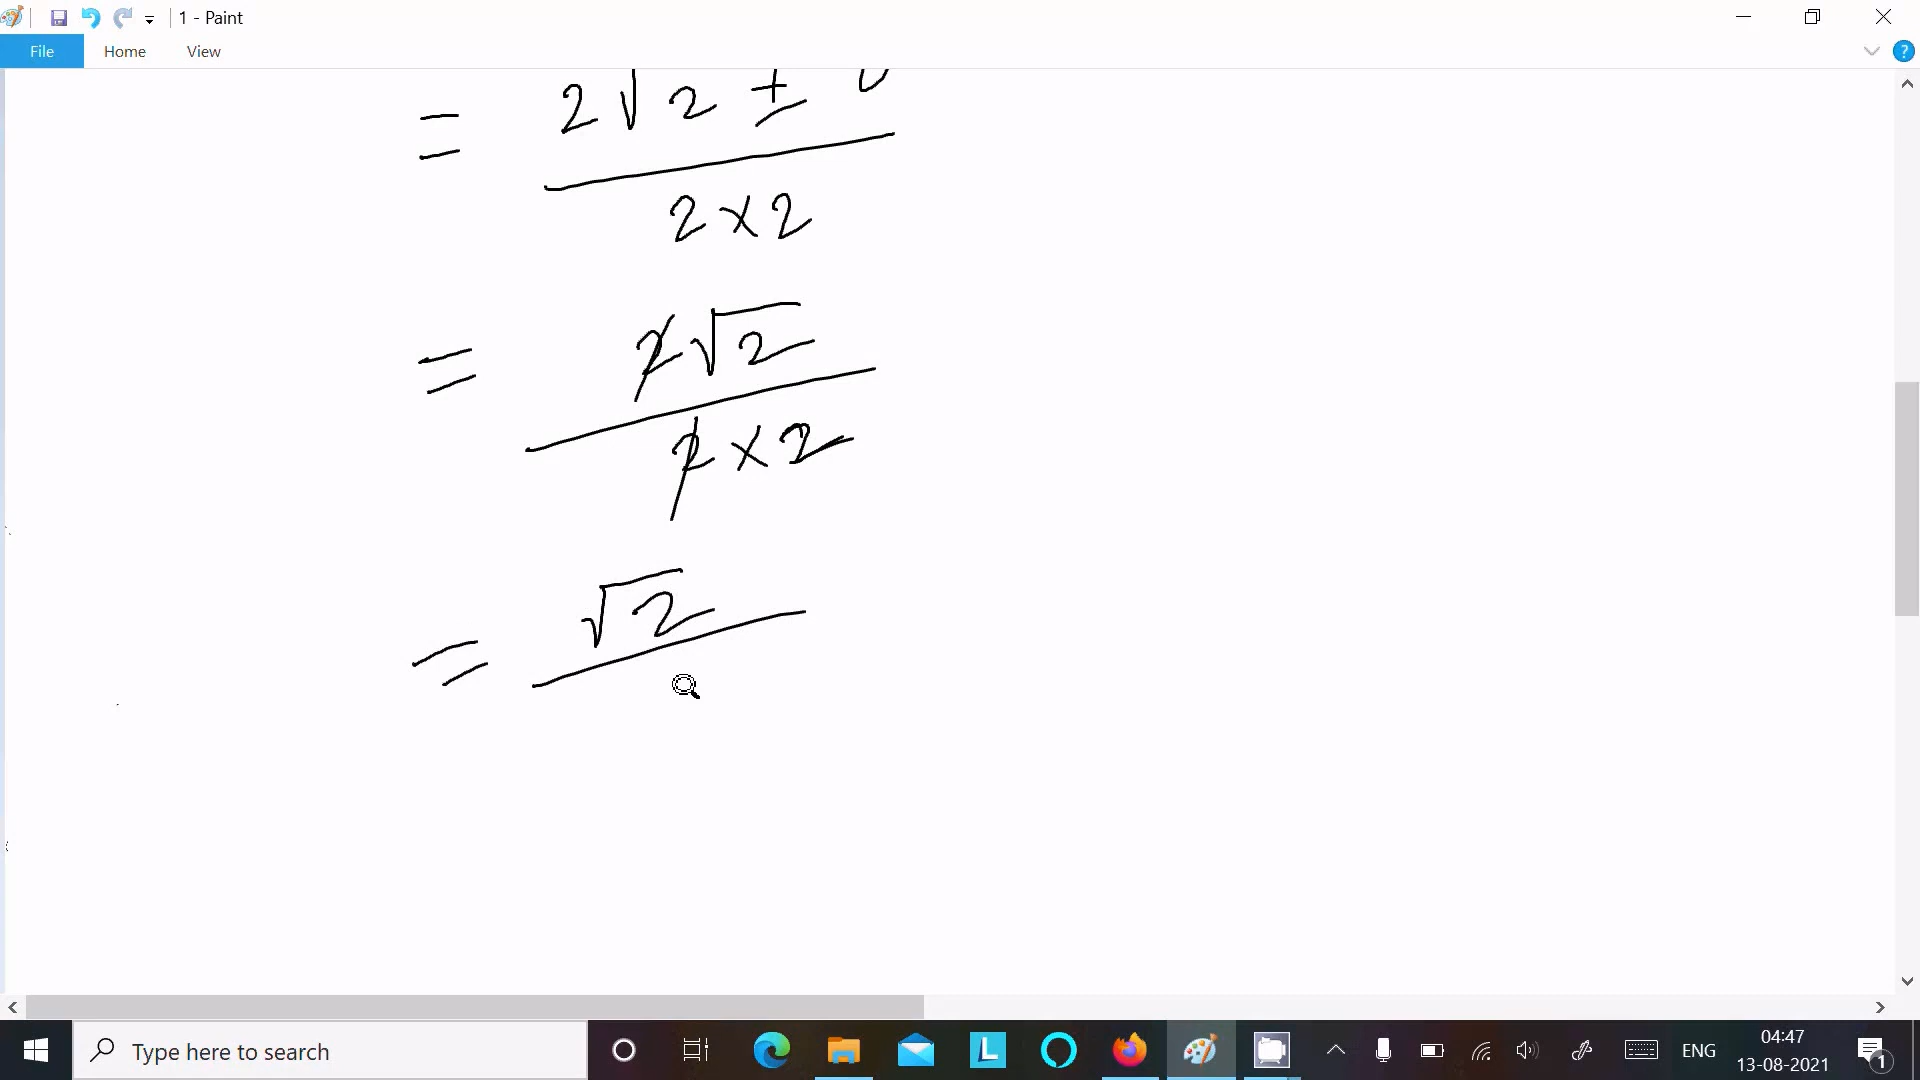 1 - Paint
File Home View
= 2√2 ± 0
2 × 2
= 2√2
2 × 2
= √2
Type here to search
ENG
04:47
13-08-2021
1